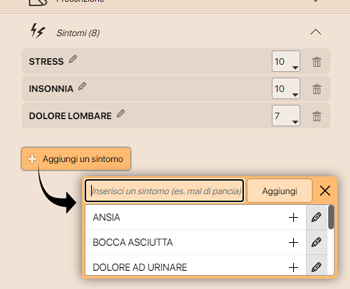 Sintomi (8)
STRESS 10
INSONNIA 10
DOLORE LOMBARE 7
Aggiungi un sintomo
Inserisci un sintomo (es. mal di pancia) Aggiungi
ANSIA
BOCCA ASCIUTTA
DOLORE AD URINARE